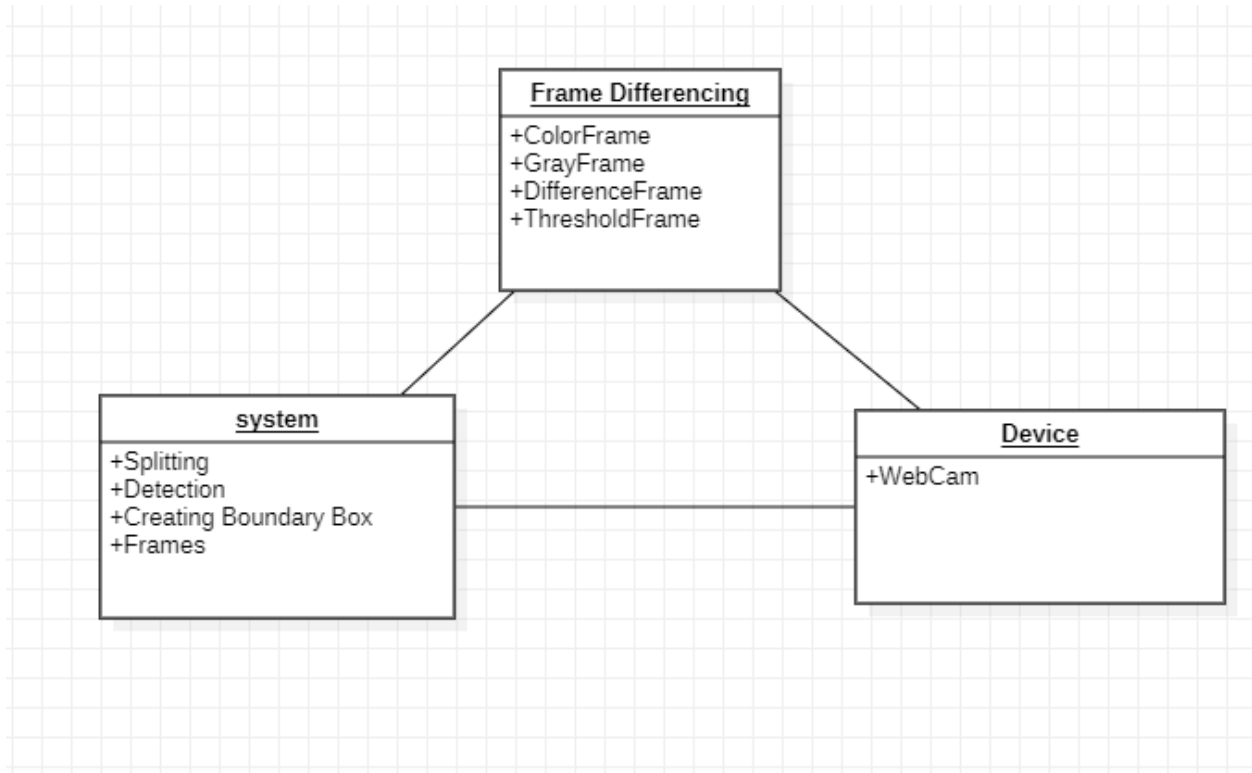 Frame Differencing
+ColorFrame
+GrayFrame
+DifferenceFrame
+ThresholdFrame
system
+Splitting
+Detection
+Creating Boundary Box
+Frames
Device
+WebCam